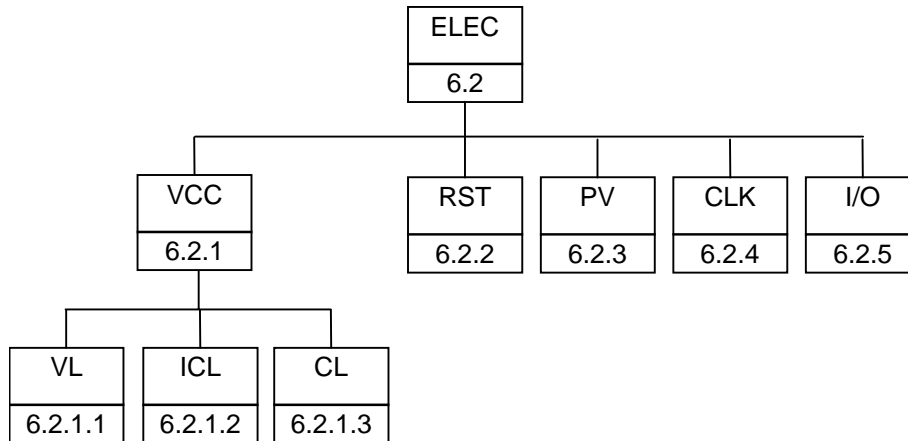 ELEC
6.2
VCC
6.2.1
RST
6.2.2
PV
6.2.3
CLK
6.2.4
I/O
6.2.5
VL
6.2.1.1
ICL
6.2.1.2
CL
6.2.1.3